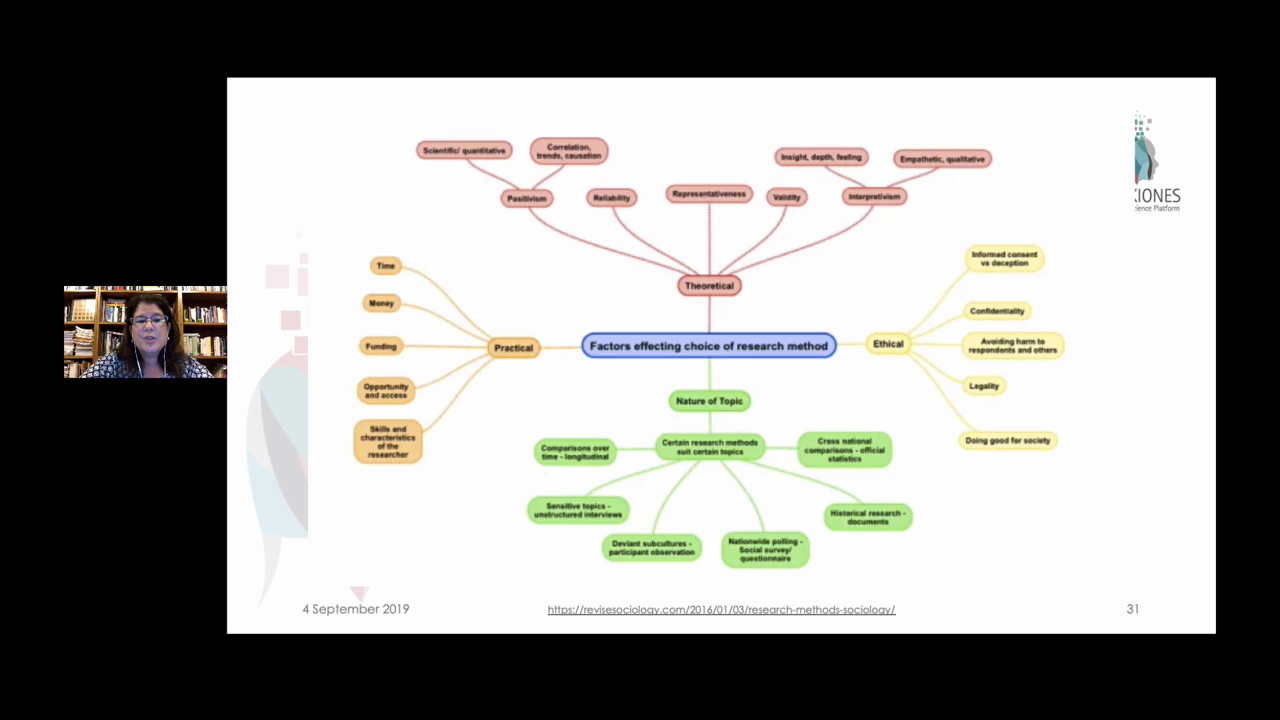 Scientific/ quantitative
Correlation,
trends, causation
Insight, depth, feeling
Empathetic, qualitative
Positivism
Reliability
Representativeness
Validity
Interpretivism
KIONES
ience Platform
Theoretical
Time
Money
Funding
Opportunity
and access
Skills and
characteristics
of the
researchor
Practical
Factors effecting choice of research method
Ethical
Informed consent
vs deception
Confidentiality
Avoiding harm to
respondents and others
Legality
Doing good for society
Nature of Topic
Certain research methods
suit certain topics
Comparisons over
time - longitudinal
Cross national
comparisons - official
statistics
Sensitive topics -
unstructured interviews
Deviant subcultures -
participant observation
Nationwide polling -
Social survey/
questionnaire
Historical research -
documents
4 September 2019
https://revisesociology.com/2016/01/03/research-methods-sociology/
31